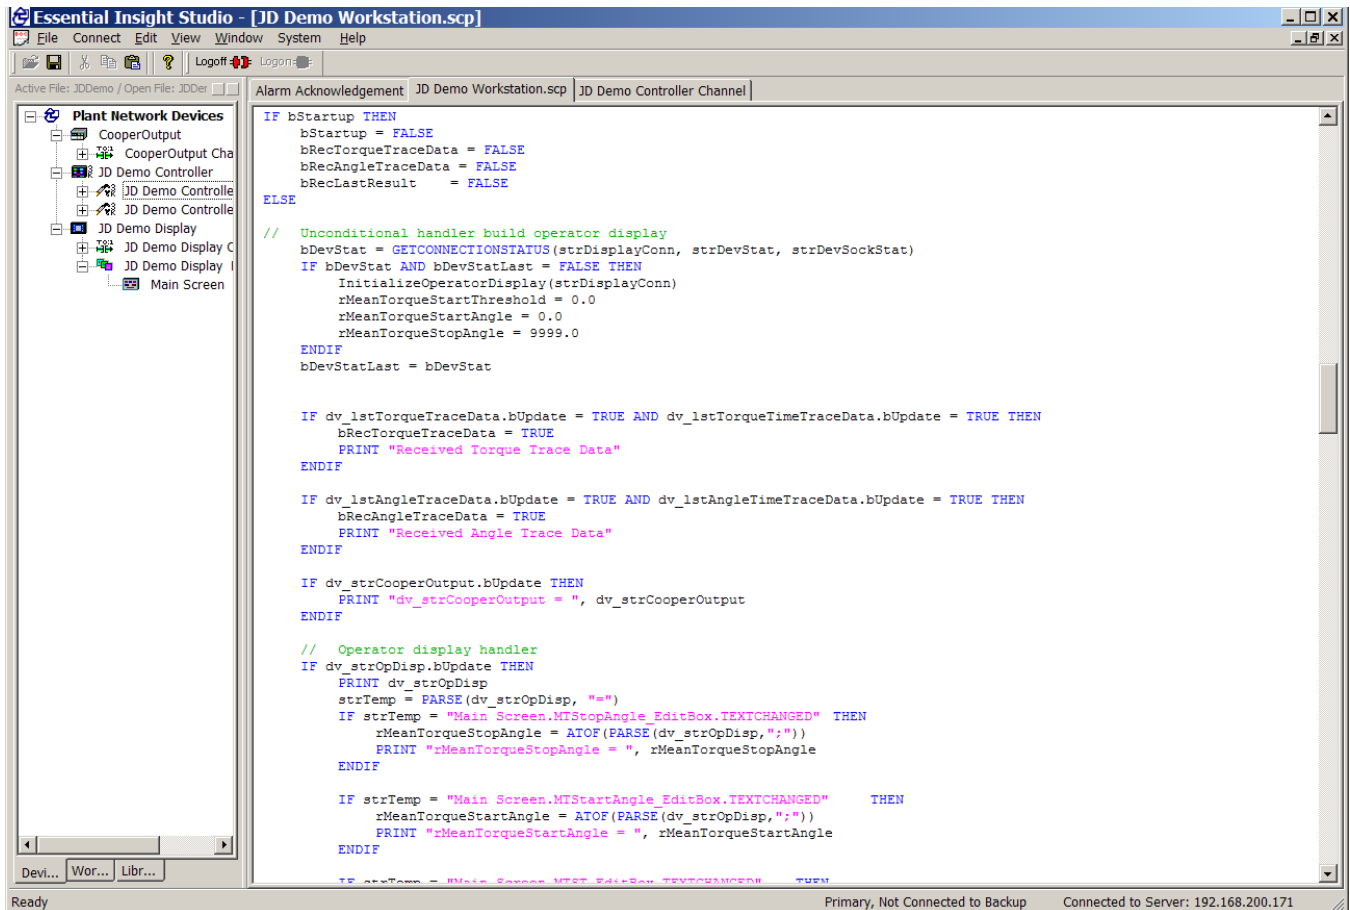 Essential Insight Studio - [JD Demo Workstation.scp]
File Connect Edit View Window System Help
Logoff Logon
Active File: JDDemo / Open File: JDDer
Plant Network Devices
CooperOutput
CooperOutput Cha
JD Demo Controller
JD Demo Controlle
JD Demo Controlle
JD Demo Display
JD Demo Display C
JD Demo Display
Main Screen
Devi... Wor... Libr...
Alarm Acknowledgement JD Demo Workstation.scp JD Demo Controller Channel
IF bStartup THEN
bStartup = FALSE
bRecTorqueTraceData = FALSE
bRecAngleTraceData = FALSE
bRecLastResult = FALSE
ELSE
// Unconditional handler build operator display
bDevStat = GETCONNECTIONSTATUS(strDisplayConn, strDevStat, strDevSockStat)
IF bDevStat AND bDevStatLast = FALSE THEN
InitializeOperatorDisplay(strDisplayConn)
rMeanTorqueStartThreshold = 0.0
rMeanTorqueStartAngle = 0.0
rMeanTorqueStopAngle = 9999.0
ENDIF
bDevStatLast = bDevStat
IF dv_lstTorqueTraceData.bUpdate = TRUE AND dv_lstTorqueTimeTraceData.bUpdate = TRUE THEN
bRecTorqueTraceData = TRUE
PRINT "Received Torque Trace Data"
ENDIF
IF dv_lstAngleTraceData.bUpdate = TRUE AND dv_lstAngleTimeTraceData.bUpdate = TRUE THEN
bRecAngleTraceData = TRUE
PRINT "Received Angle Trace Data"
ENDIF
IF dv_strCooperOutput.bUpdate THEN
PRINT "dv_strCooperOutput = ", dv_strCooperOutput
ENDIF
// Operator display handler
IF dv_strOpDisp.bUpdate THEN
PRINT dv_strOpDisp
strTemp = PARSE(dv_strOpDisp, "=")
IF strTemp = "Main Screen.MTStopAngle_EditBox.TEXTCHANGED" THEN
rMeanTorqueStopAngle = ATOF(PARSE(dv_strOpDisp,";"))
PRINT "rMeanTorqueStopAngle = ", rMeanTorqueStopAngle
ENDIF
IF strTemp = "Main Screen.MTStartAngle_EditBox.TEXTCHANGED" THEN
rMeanTorqueStartAngle = ATOF(PARSE(dv_strOpDisp,";"))
PRINT "rMeanTorqueStartAngle = ", rMeanTorqueStartAngle
ENDIF
IF strTemp = "Main Screen.MTST_EditBox.TEXTCHANGED" THEN
Ready Primary, Not Connected to Backup Connected to Server: 192.168.200.171